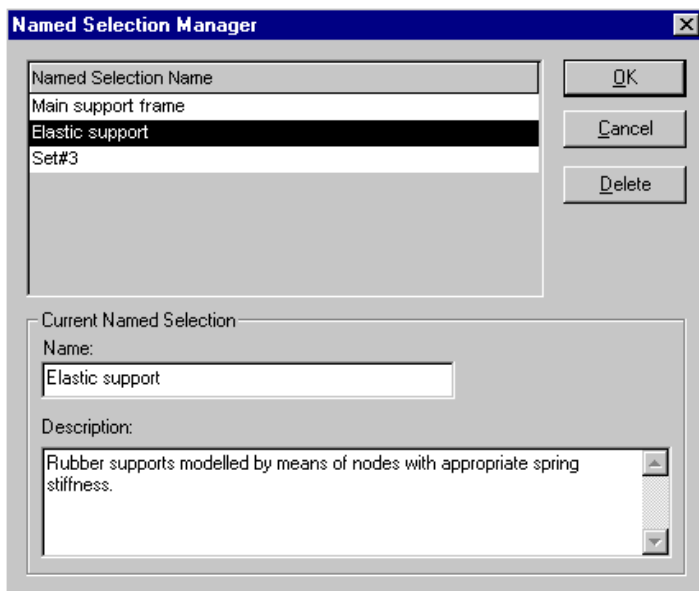 Named Selection Manager
Named Selection Name
Main support frame
Elastic support
Set#3
OK
Cancel
Delete
Current Named Selection
Name:
Elastic support
Description:
Rubber supports modelled by means of nodes with appropriate spring
stiffness.